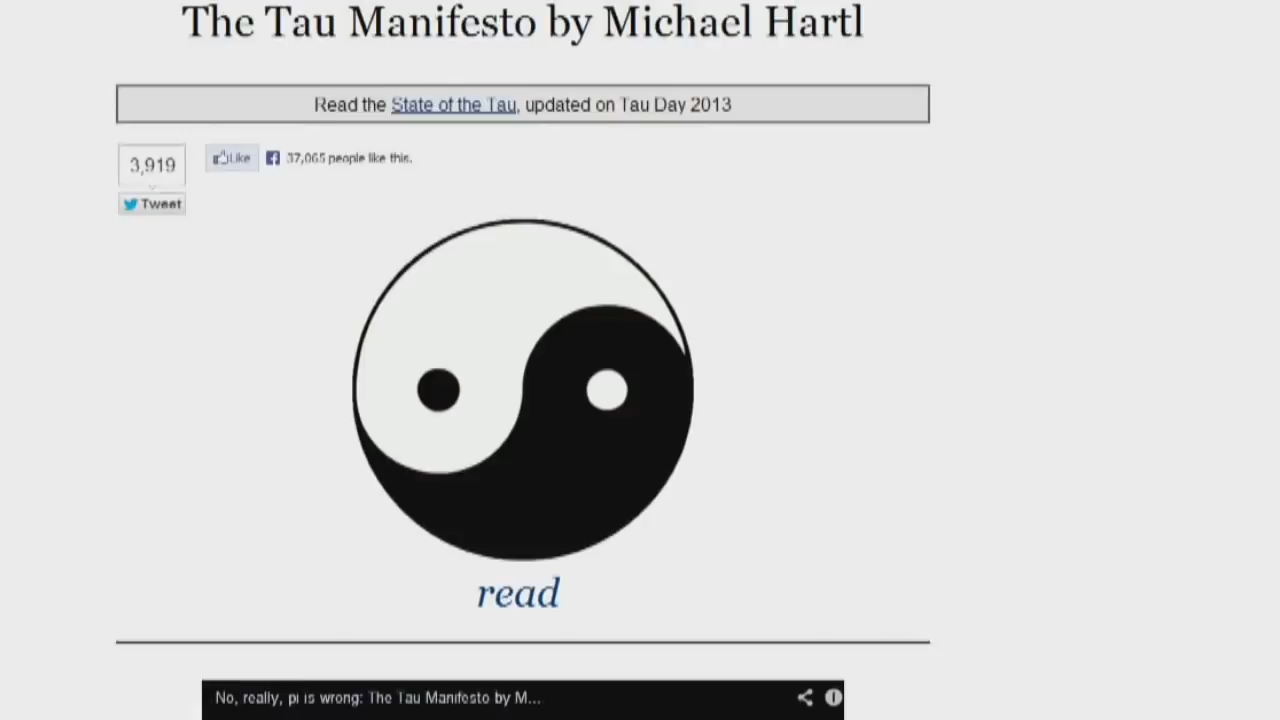 The Tau Manifesto by Michael Hartl
Read the State of the Tau, updated on Tau Day 2013
3,919
Like
37,065 people like this.
Tweet
read
No, really, pi is wrong: The Tau Manifesto by M...